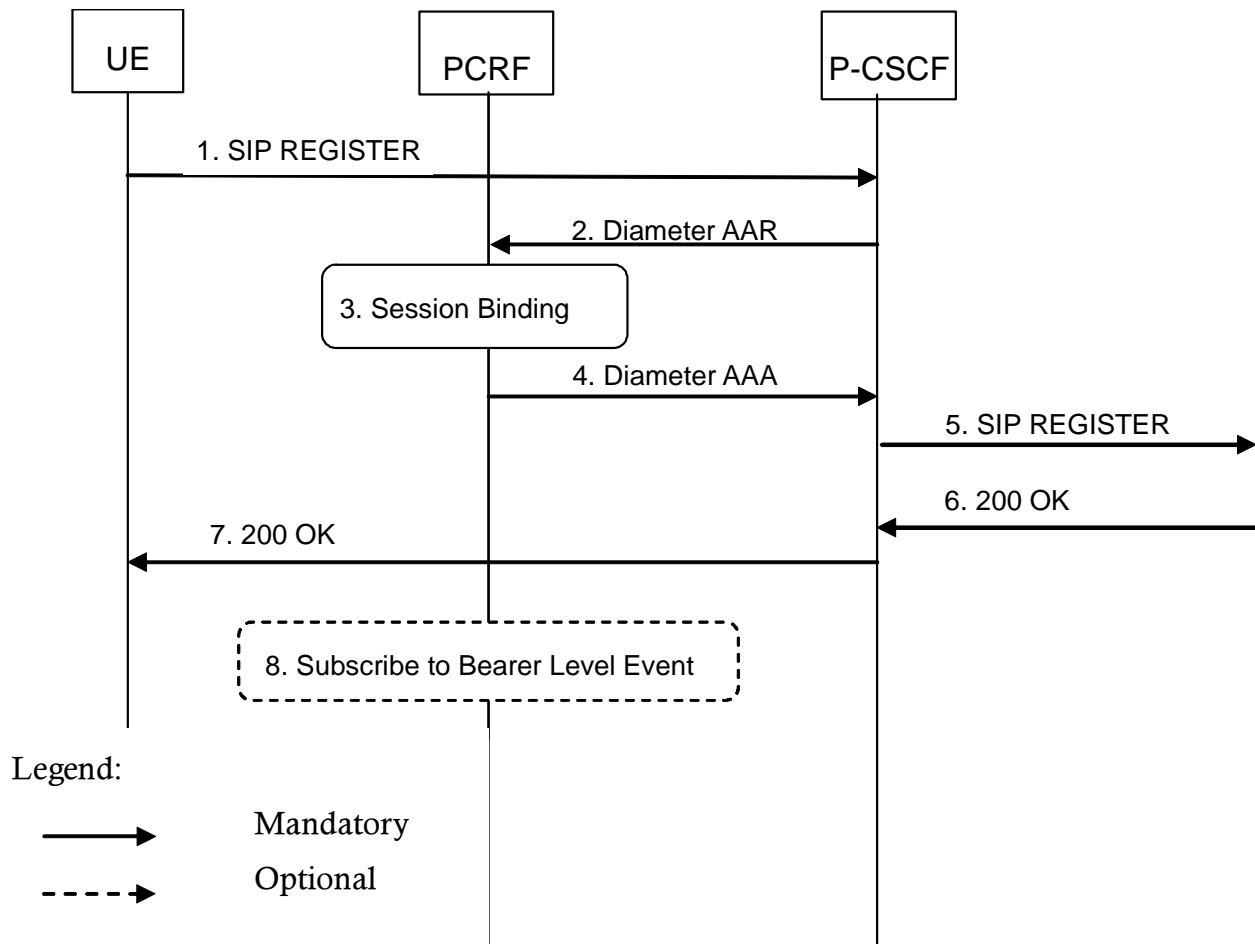 UE
PCRF
P-CSCF
1. SIP REGISTER
2. Diameter AAR
3. Session Binding
4. Diameter AAA
5. SIP REGISTER
6. 200 OK
7. 200 OK
8. Subscribe to Bearer Level Event
Legend:
Mandatory
Optional